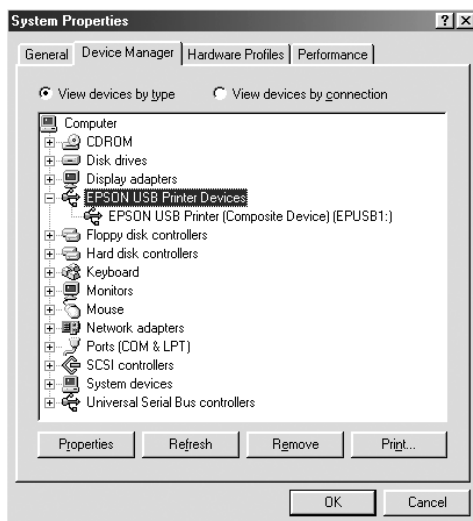 System Properties
General Device Manager Hardware Profiles Performance
View devices by type View devices by connection
Computer
CDROM
Disk drives
Display adapters
EPSON USB Printer Devices
EPSON USB Printer (Composite Device) (EPUSB1:)
Floppy disk controllers
Hard disk controllers
Keyboard
Monitors
Mouse
Network adapters
Ports (COM & LPT)
SCSI controllers
System devices
Universal Serial Bus controllers
Properties Refresh Remove Print...
OK Cancel